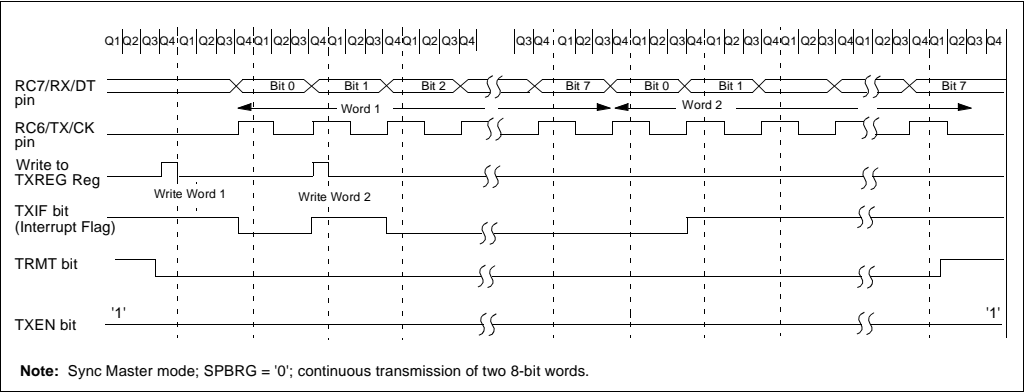 Q1 Q2 Q3 Q4 Q1 Q2 Q3 Q4 Q1 Q2 Q3 Q4 Q1 Q2 Q3 Q4 Q1 Q2 Q3 Q4 Q3 Q4 Q1 Q2 Q3 Q4 Q1 Q2 Q3 Q4 Q1 Q2 Q3 Q4 Q1 Q2 Q3 Q4 Q1 Q2 Q3 Q4 Q1 Q2 Q3 Q4
RC7/RX/DT
pin
Bit 0 Bit 1 Bit 2 Bit 7 Bit 0 Bit 1 Bit 7
Word 1 Word 2
RC6/TX/CK
pin
Write to
TXREG Reg
Write Word 1 Write Word 2
TXIF bit
(Interrupt Flag)
TRMT bit
TXEN bit
'1' '1'
Note: Sync Master mode; SPBRG = '0'; continuous transmission of two 8-bit words.